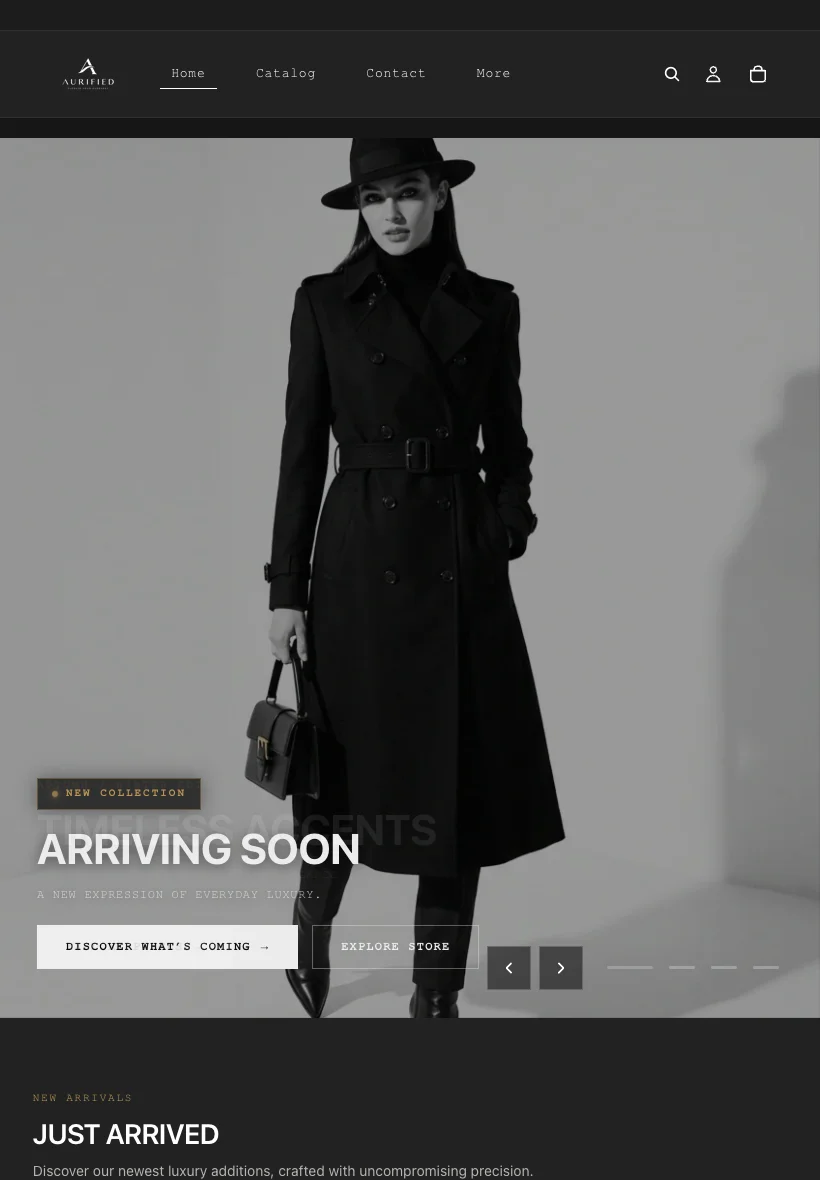 AURIFIED
Home
Catalog
Contact
More
NEW COLLECTION
TIMELESS ACCENTS
ARRIVING SOON
A NEW EXPRESSION OF EVERYDAY LUXURY.
DISCOVER WHAT'S COMING →
EXPLORE STORE
NEW ARRIVALS
JUST ARRIVED
Discover our newest luxury additions, crafted with uncompromising precision.